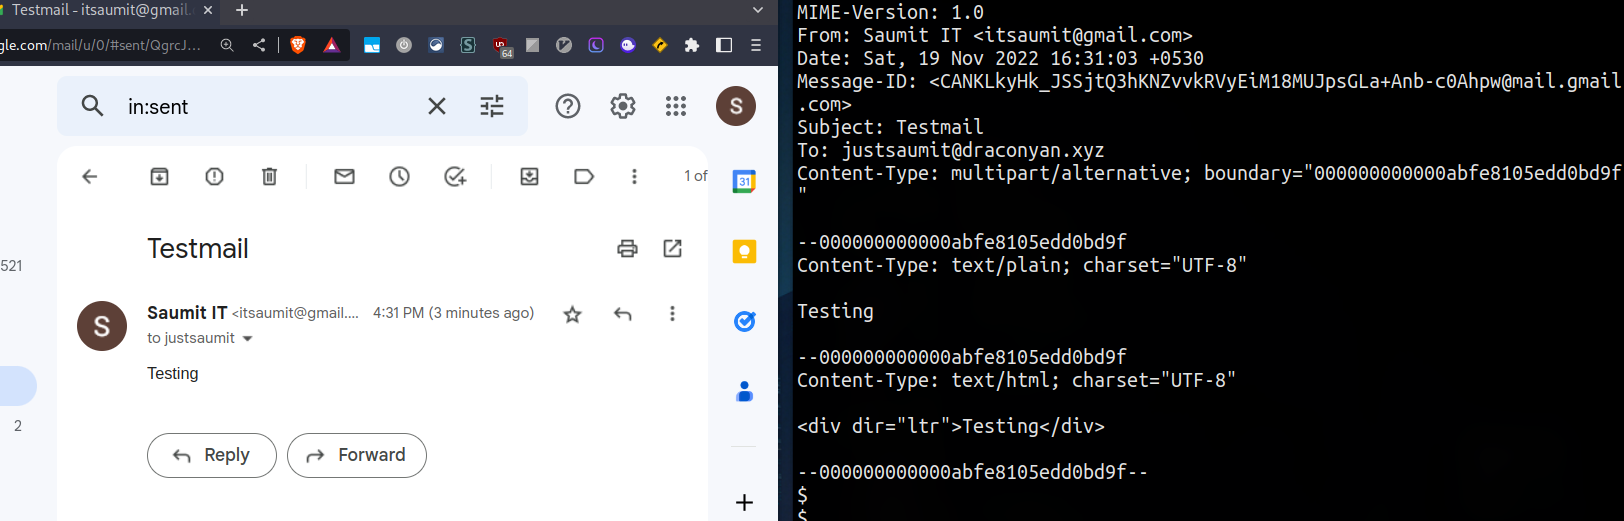 Testmail - itsaumit@gmail.
gle.com/mail/u/0/#sent/QgrcJ...
64
in:sent
S
1 of
31
Testmail
521
S
Saumit IT <itsaumit@gmail.... 4:31 PM (3 minutes ago)
to justsaumit
Testing
2
Reply
Forward
MIME-Version: 1.0
From: Saumit IT <itsaumit@gmail.com>
Date: Sat, 19 Nov 2022 16:31:03 +0530
Message-ID: <CANKLkyHk_JSSjtQ3hKNZvvkRVyEiM18MUJpsGLa+Anb-c0Ahpw@mail.gmail
.com>
Subject: Testmail
To: justsaumit@draconyan.xyz
Content-Type: multipart/alternative; boundary="000000000000abfe8105edd0bd9f
"
--000000000000abfe8105edd0bd9f
Content-Type: text/plain; charset="UTF-8"
Testing
--000000000000abfe8105edd0bd9f
Content-Type: text/html; charset="UTF-8"
<div dir="ltr">Testing</div>
--000000000000abfe8105edd0bd9f--
$
$